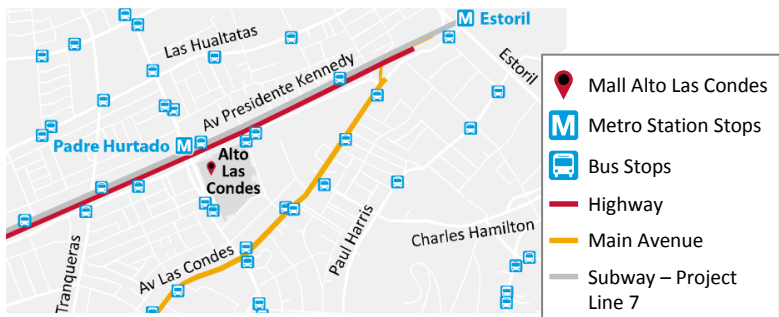 M Estoril
Las Hualtatas
Estoril
Av Presidente Kennedy
Padre Hurtado M
Alto
Las
Condes
Paul Harris
Charles Hamilton
Av Las Condes
Tranqueras
Mall Alto Las Condes
M Metro Station Stops
Bus Stops
Highway
Main Avenue
Subway – Project
Line 7